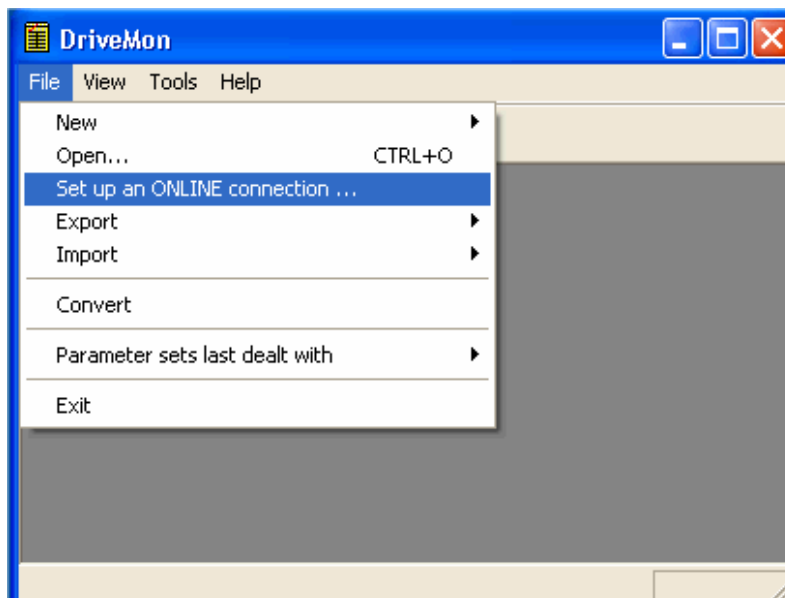 DriveMon
File View Tools Help
New
Open... CTRL+O
Set up an ONLINE connection ...
Export
Import
Convert
Parameter sets last dealt with
Exit